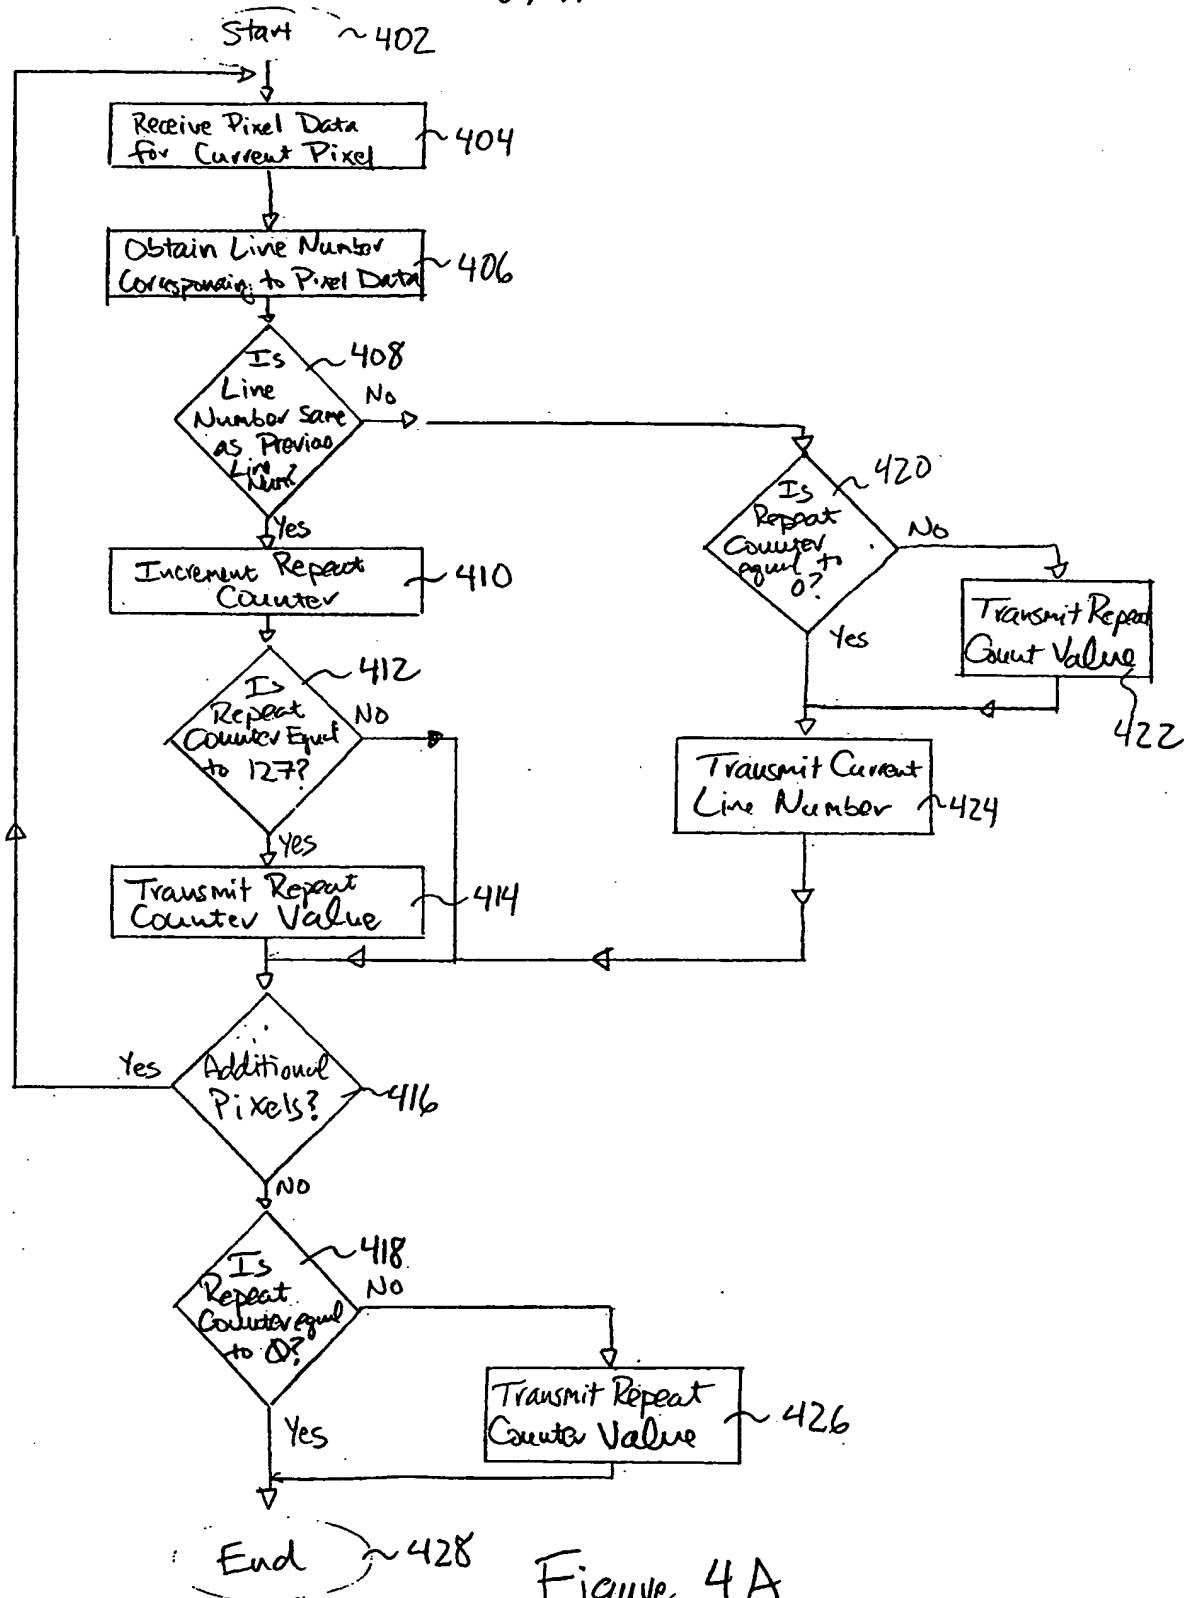 Start 402
Receive Pixel Data
for Current Pixel
404
Obtain Line Number
Corresponding to Pixel Data
406
Is
Line
Number Same
as Previous
Line
Num?
408
No
Yes
Increment Repeat
Counter
410
Is
Repeat
Counter Equal
to 127?
412
No
Yes
Transmit Repeat
Counter Value
414
Is
Repeat
Counter
equal to
0?
420
No
Yes
Transmit Repeat
Count Value
422
Transmit Current
Line Number
424
Additional
Pixels?
416
Yes
No
Is
Repeat
Counter equal
to 0?
418
No
Yes
Transmit Repeat
Counter Value
426
End
428
Figure 4A